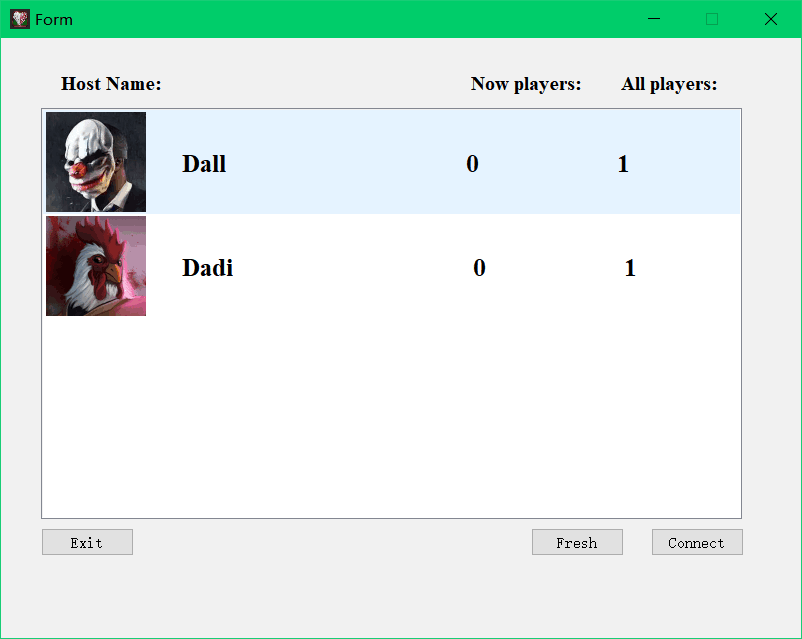 Form
Host Name: Now players: All players:
Dall 0 1
Dadi 0 1
Exit Fresh Connect